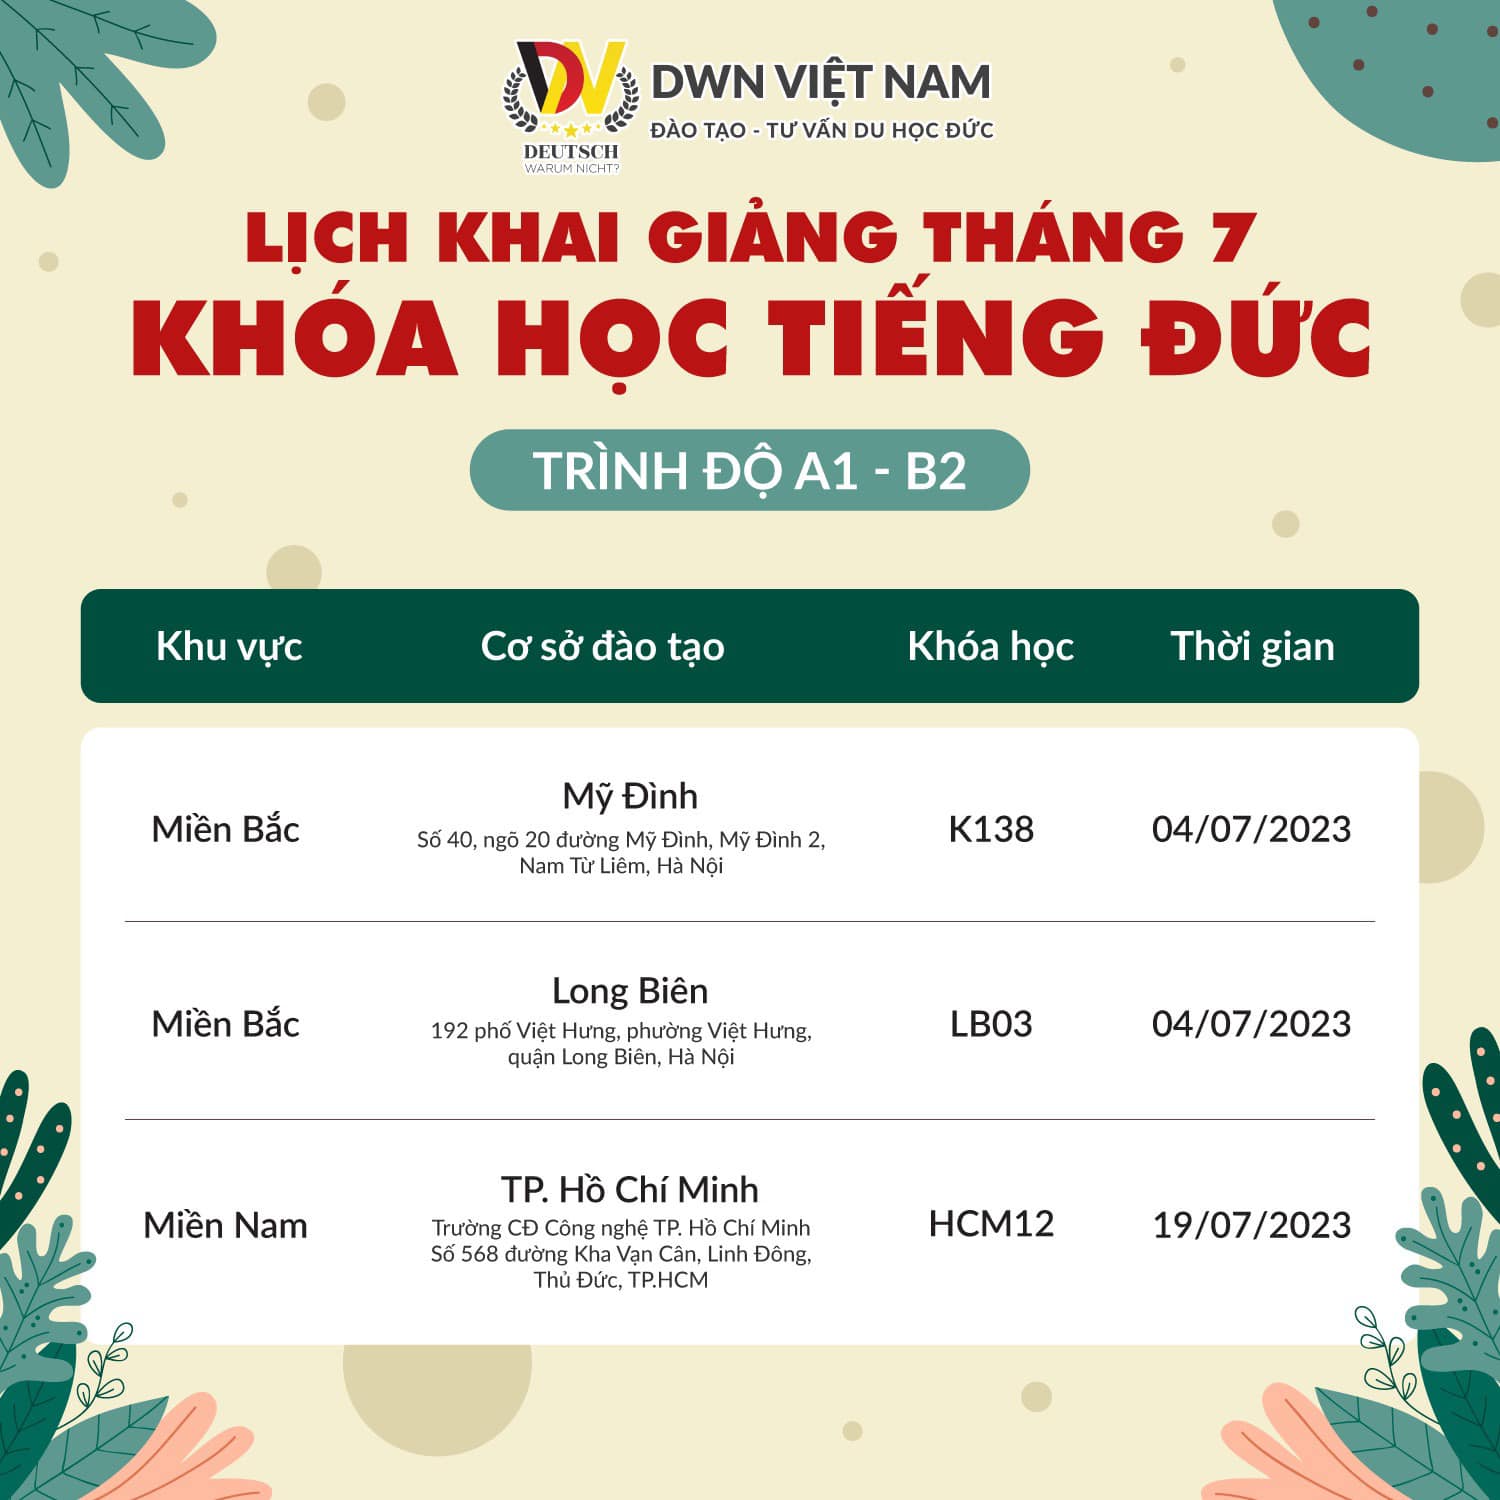 DW
DEUTSCH
WARUM NICHT?
DWN VIỆT NAM
ĐÀO TẠO - TƯ VẤN DU HỌC ĐỨC
LỊCH KHAI GIẢNG THÁNG 7
KHÓA HỌC TIẾNG ĐỨC
TRÌNH ĐỘ A1 - B2
Khu vực Cơ sở đào tạo Khóa học Thời gian
Miền Bắc
Mỹ Đình
Số 40, ngõ 20 đường Mỹ Đình, Mỹ Đình 2,
Nam Từ Liêm, Hà Nội
K138
04/07/2023
Miền Bắc
Long Biên
192 phố Việt Hưng, phường Việt Hưng,
quận Long Biên, Hà Nội
LB03
04/07/2023
Miền Nam
TP. Hồ Chí Minh
Trường CĐ Công nghệ TP. Hồ Chí Minh
Số 568 đường Kha Vạn Cân, Linh Đông,
Thủ Đức, TP.HCM
HCM12
19/07/2023